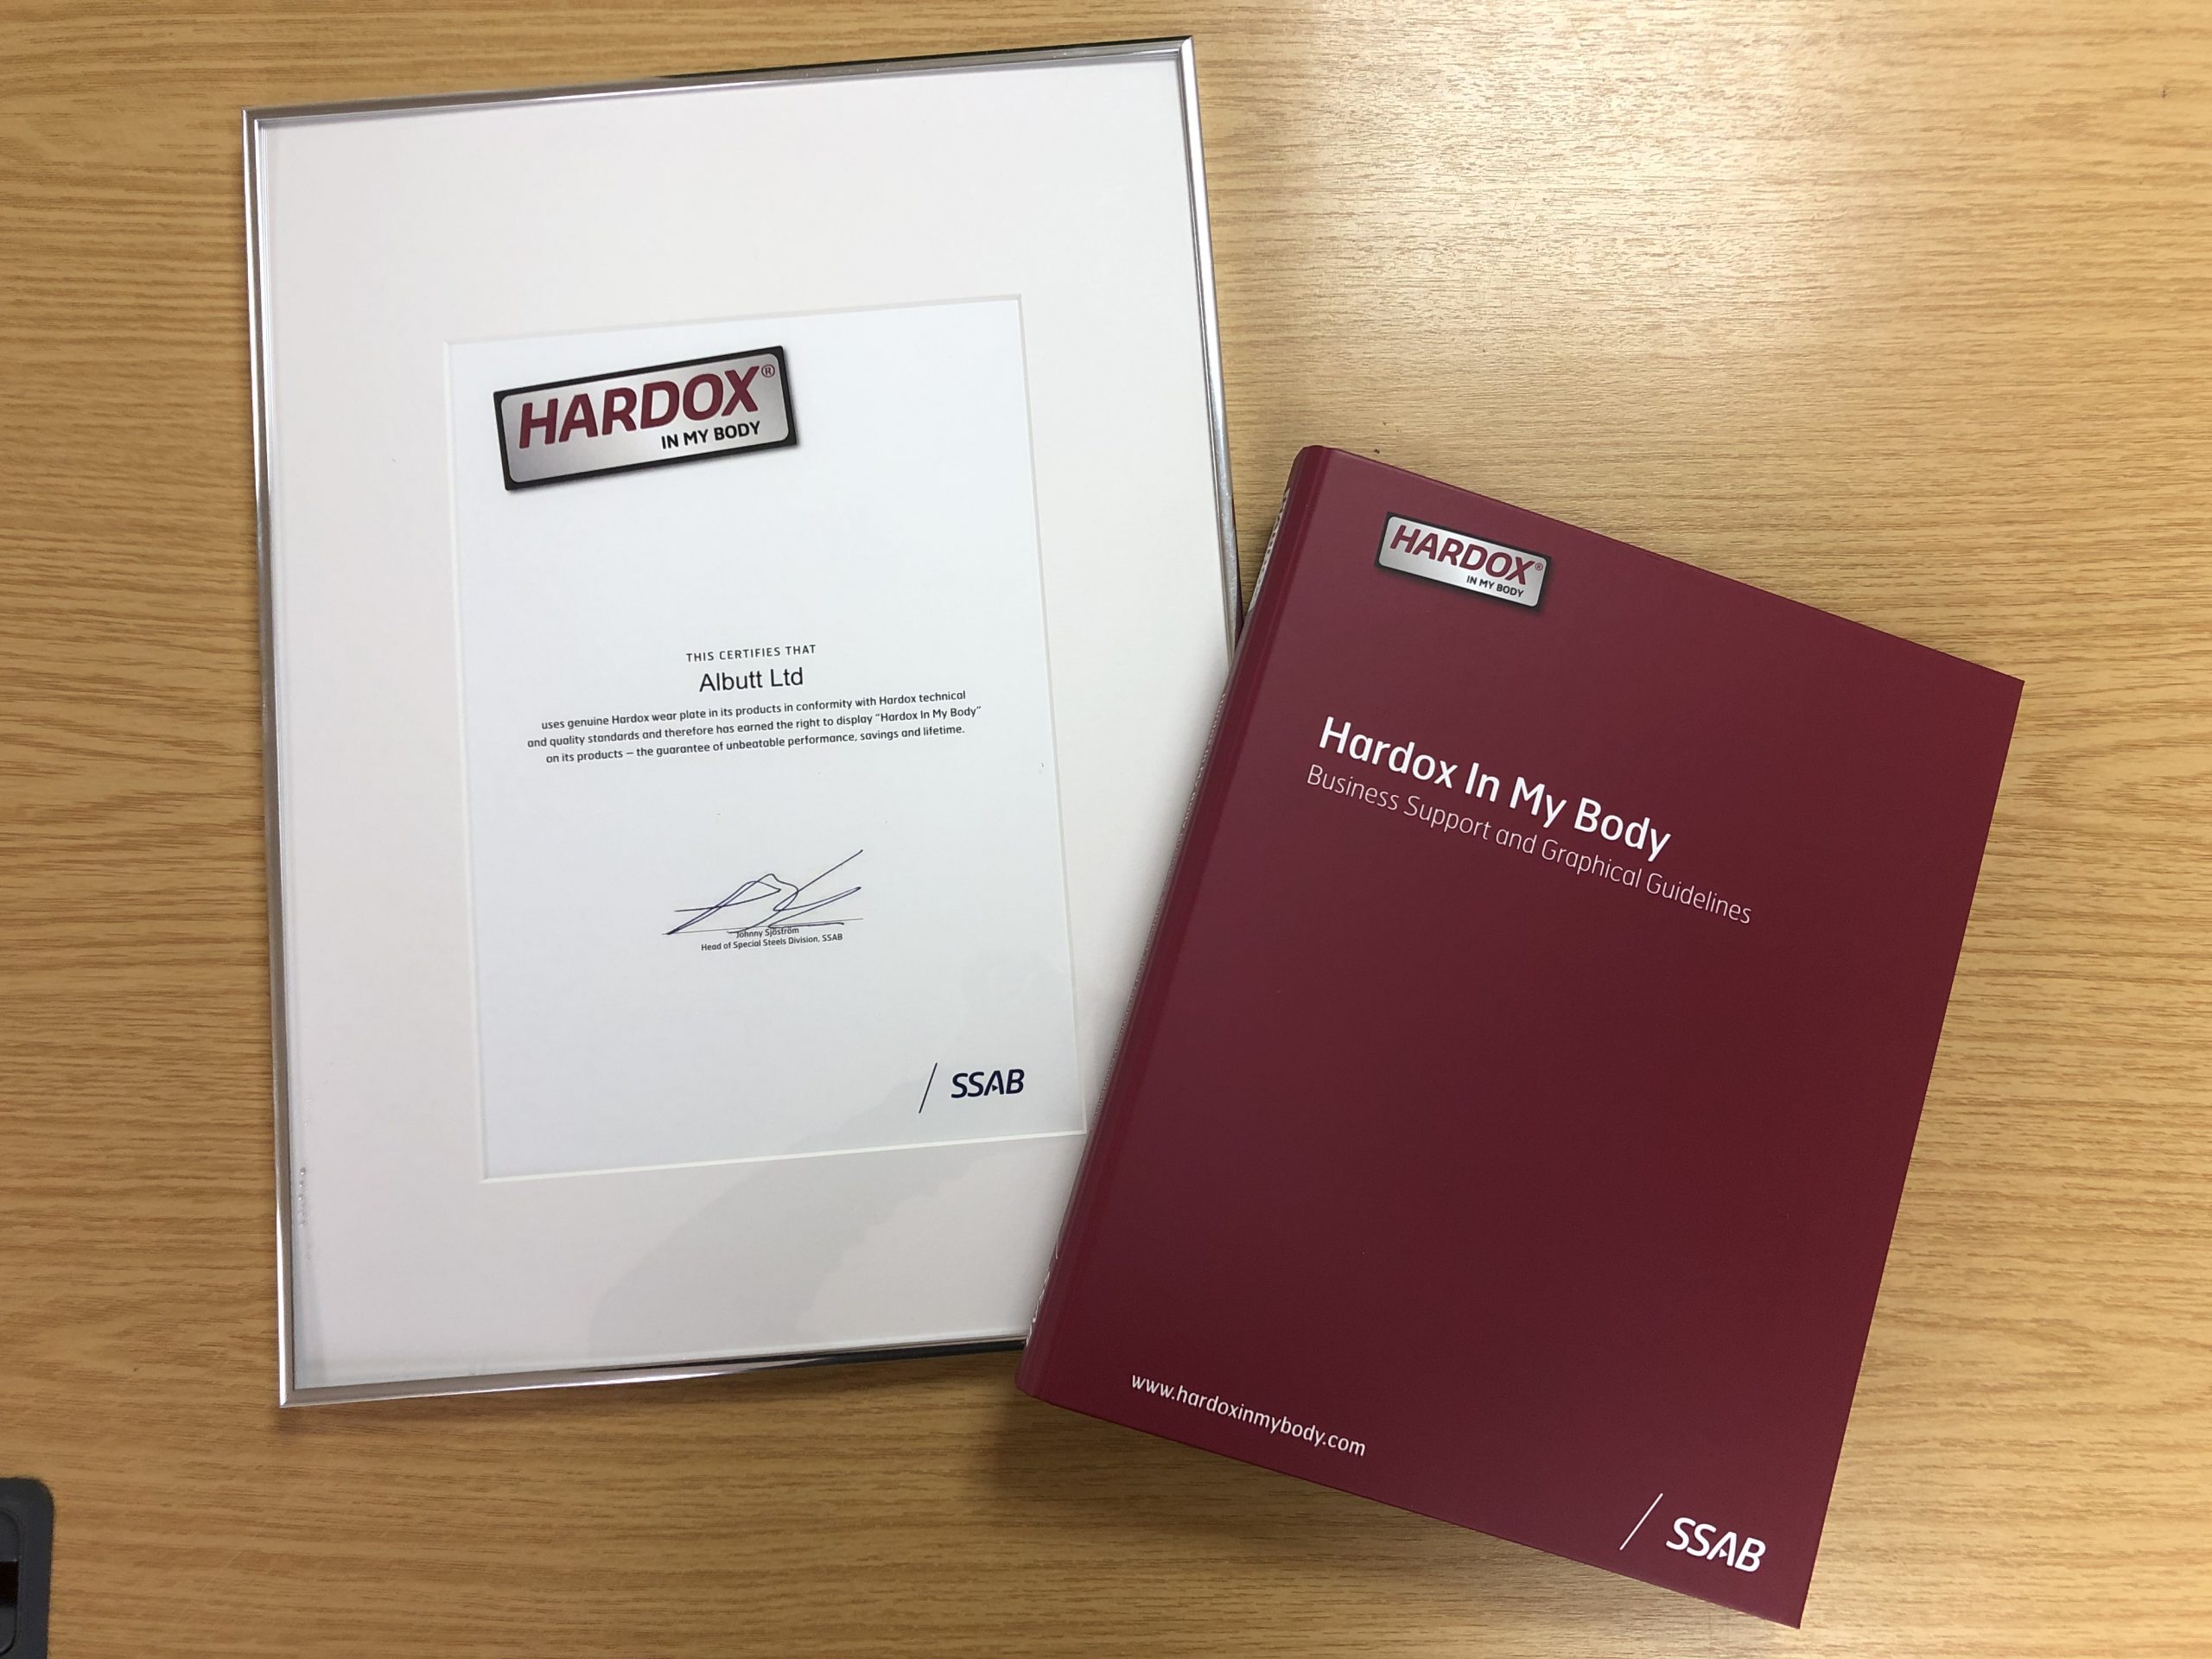 HARDOX®
IN MY BODY
THIS CERTIFIES THAT
Albutt Ltd
uses genuine Hardox wear plate in its products in conformity with Hardox technical
and quality standards and therefore has earned the right to display “Hardox In My Body”
on its products – the guarantee of unbeatable performance, savings and lifetime.
Johnny Sjöström
Head of Special Steels Division, SSAB
SSAB
HARDOX®
IN MY BODY
Hardox In My Body
Business Support and Graphical Guidelines
www.hardoxinmybody.com
SSAB